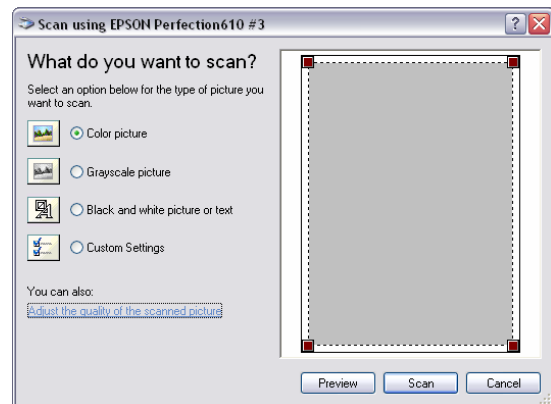 Scan using EPSON Perfection610 #3
What do you want to scan?
Select an option below for the type of picture you
want to scan.
Color picture
Grayscale picture
Black and white picture or text
Custom Settings
You can also:
Adjust the quality of the scanned picture
Preview
Scan
Cancel